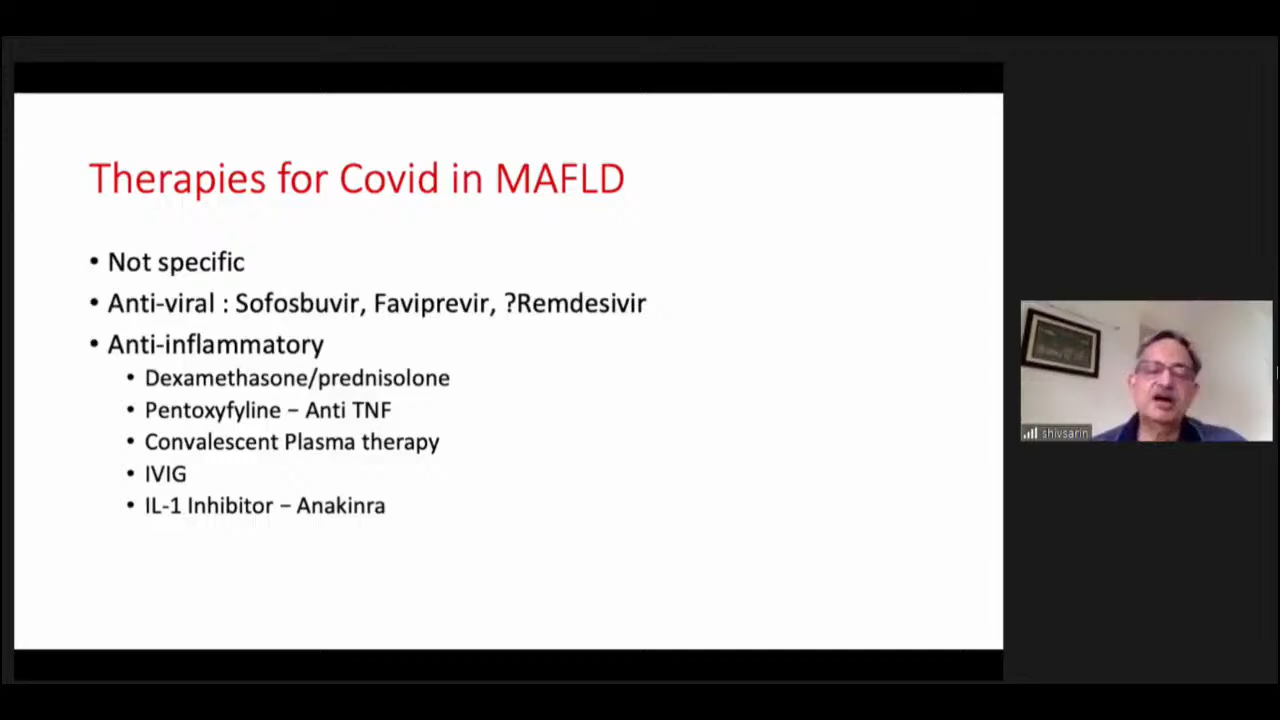 Therapies for Covid in MAFLD
• Not specific
• Anti-viral : Sofosbuvir, Faviprevir, ?Remdesivir
• Anti-inflammatory
• Dexamethasone/prednisolone
• Pentoxyfyline – Anti TNF
• Convalescent Plasma therapy
• IVIG
• IL-1 Inhibitor – Anakinra
shivsarin